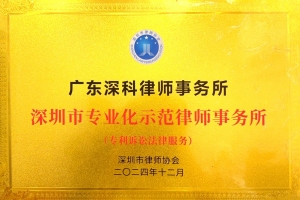 广东深科律师事务所
深圳市专业化示范律师事务所
（专利诉讼法律服务）
深圳市律师协会
二〇二四年十二月